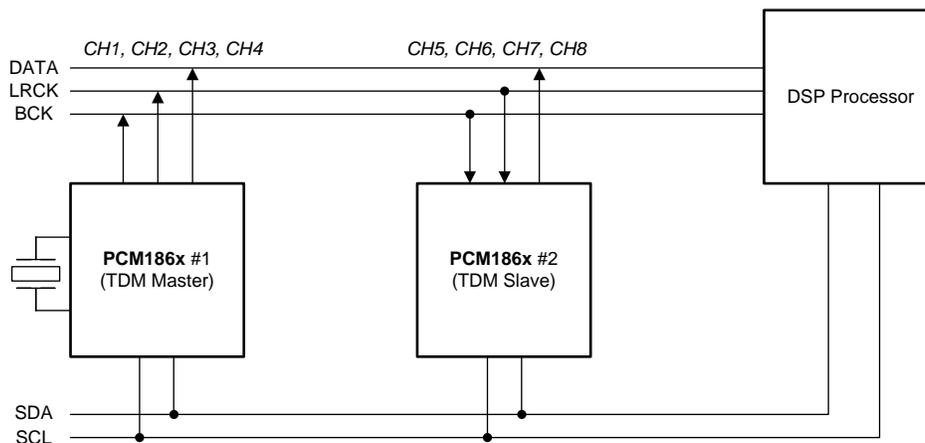 CH1, CH2, CH3, CH4
CH5, CH6, CH7, CH8
DATA
LRCK
BCK
DSP Processor
PCM186x #1
(TDM Master)
PCM186x #2
(TDM Slave)
SDA
SCL